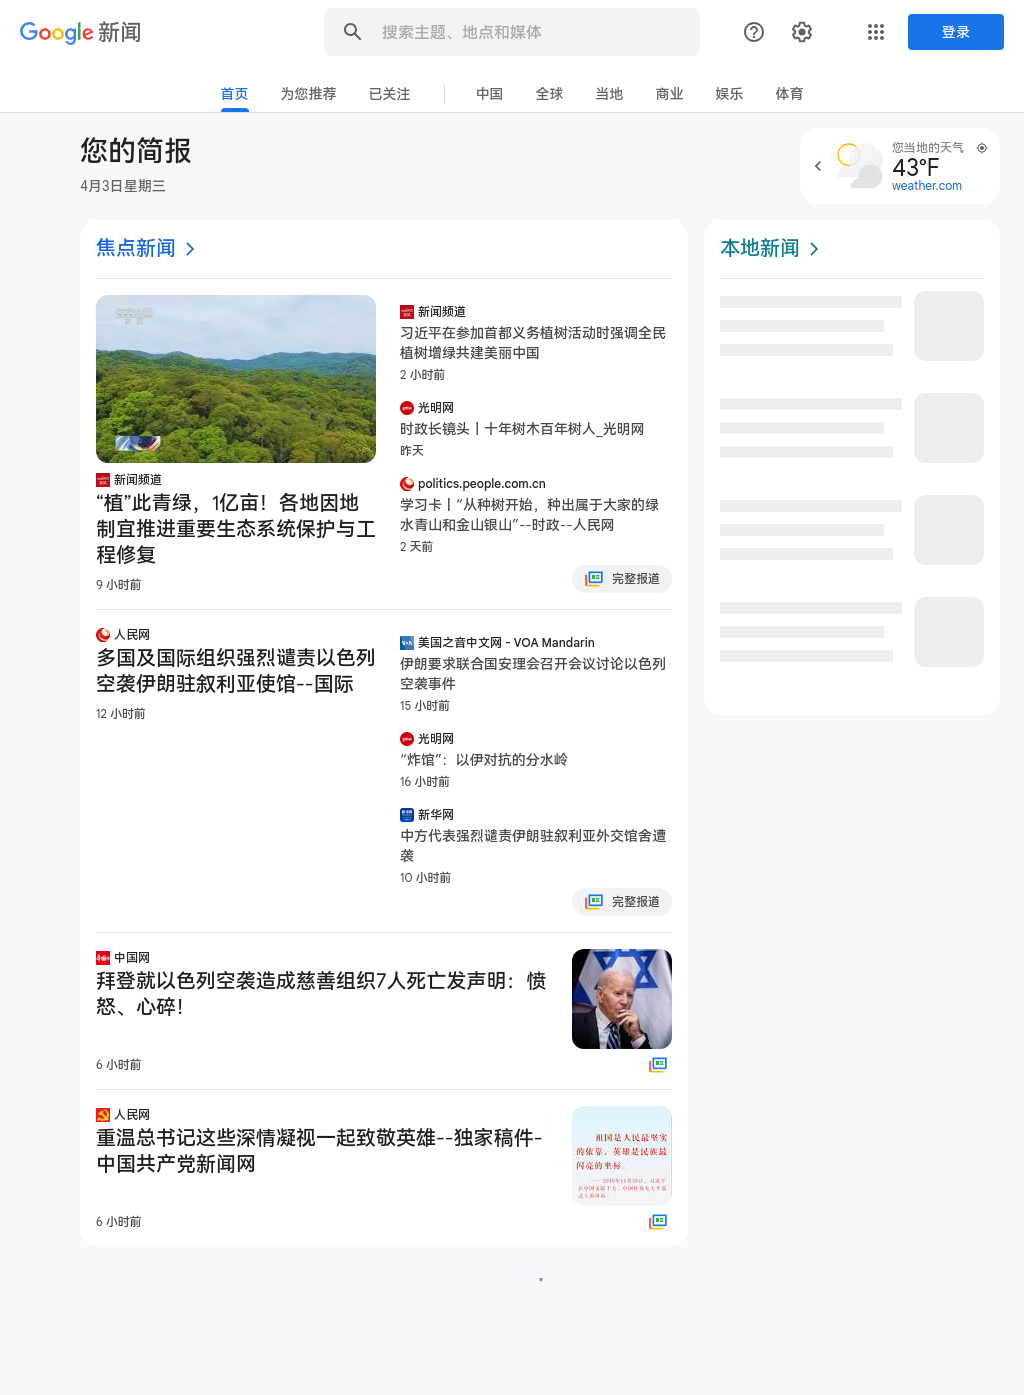 Google 新闻
搜索主题、地点和媒体
登录
首页
为您推荐
已关注
中国
全球
当地
商业
娱乐
体育
您的简报
4月3日星期三
您当地的天气
43°F
weather.com
焦点新闻
新闻频道
“植”此青绿，1亿亩！各地因地
制宜推进重要生态系统保护与工
程修复
9 小时前
新闻频道
习近平在参加首都义务植树活动时强调全民
植树增绿共建美丽中国
2 小时前
光明网
时政长镜头丨十年树木百年树人_光明网
昨天
politics.people.com.cn
学习卡丨“从种树开始，种出属于大家的绿
水青山和金山银山”--时政--人民网
2 天前
完整报道
人民网
多国及国际组织强烈谴责以色列
空袭伊朗驻叙利亚使馆--国际
12 小时前
美国之音中文网 - VOA Mandarin
伊朗要求联合国安理会召开会议讨论以色列
空袭事件
15 小时前
光明网
“炸馆”：以伊对抗的分水岭
16 小时前
新华网
中方代表强烈谴责伊朗驻叙利亚外交馆舍遭
袭
10 小时前
完整报道
中国网
拜登就以色列空袭造成慈善组织7人死亡发声明：愤
怒、心碎！
6 小时前
人民网
重温总书记这些深情凝视一起致敬英雄--独家稿件-
中国共产党新闻网
6 小时前
祖国是人民最坚实
的依靠，英雄是民族最
闪亮的坐标。
本地新闻